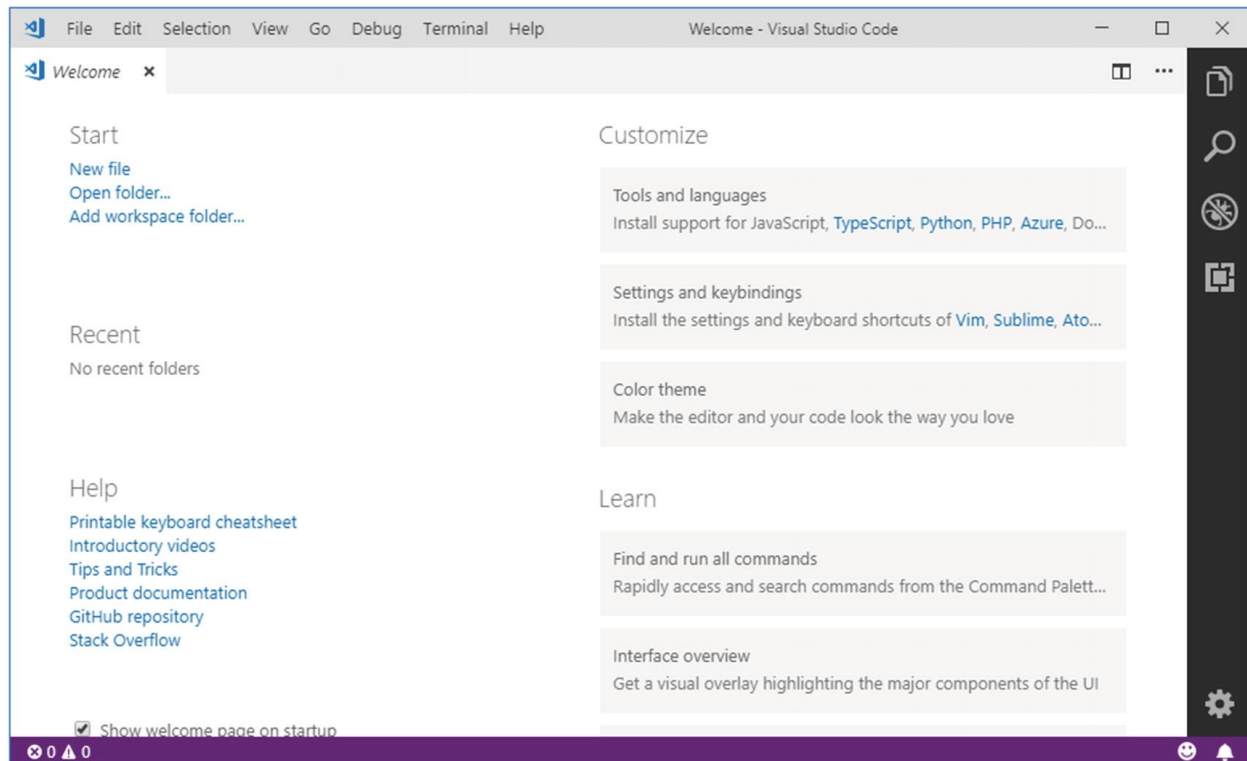 File Edit Selection View Go Debug Terminal Help Welcome - Visual Studio Code
Welcome
Start
New file
Open folder...
Add workspace folder...
Recent
No recent folders
Help
Printable keyboard cheatsheet
Introductory videos
Tips and Tricks
Product documentation
GitHub repository
Stack Overflow
Show welcome page on startup
Customize
Tools and languages
Install support for JavaScript, TypeScript, Python, PHP, Azure, Do...
Settings and keybindings
Install the settings and keyboard shortcuts of Vim, Sublime, Ato...
Color theme
Make the editor and your code look the way you love
Learn
Find and run all commands
Rapidly access and search commands from the Command Palett...
Interface overview
Get a visual overlay highlighting the major components of the UI
0 0